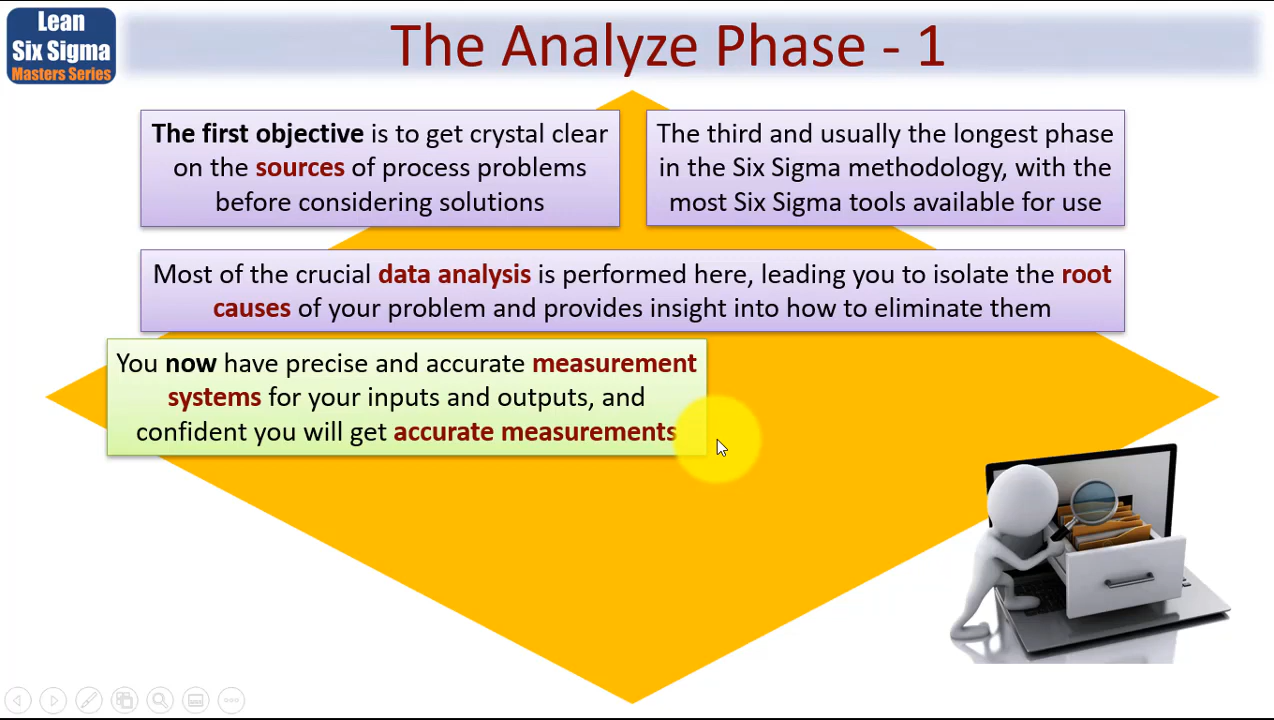 Lean
Six Sigma
Masters Series
The Analyze Phase - 1
The first objective is to get crystal clear
on the sources of process problems
before considering solutions
The third and usually the longest phase
in the Six Sigma methodology, with the
most Six Sigma tools available for use
Most of the crucial data analysis is performed here, leading you to isolate the root
causes of your problem and provides insight into how to eliminate them
You now have precise and accurate measurement
systems for your inputs and outputs, and
confident you will get accurate measurements